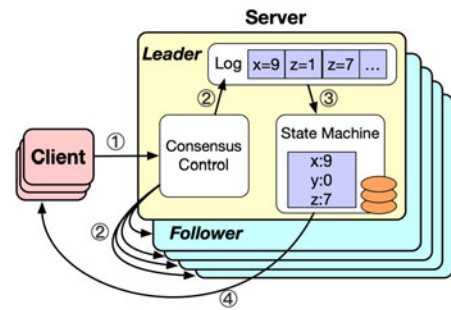 Server
Leader
Log
x=9 z=1 z=7 ...
②
③
①
Client
Consensus
Control
State Machine
x:9
y:0
z:7
②
Follower
④